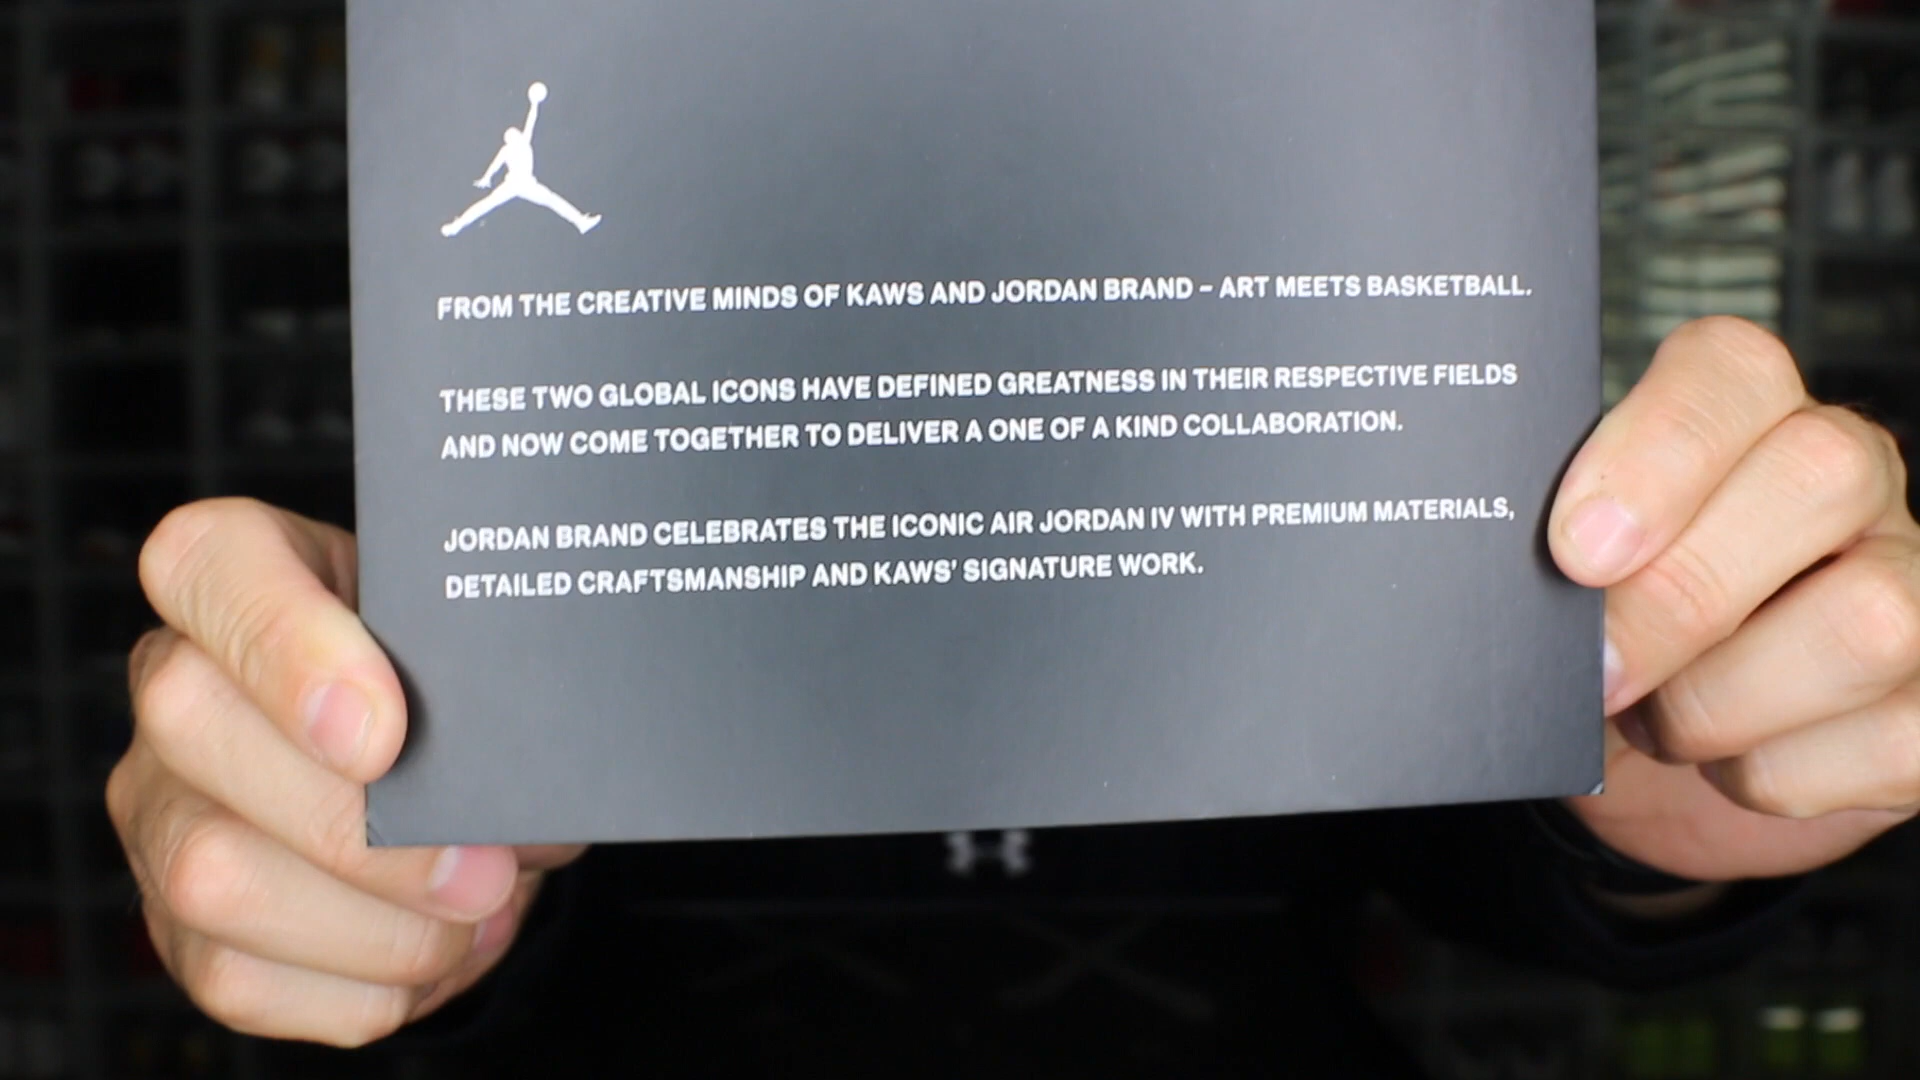 FROM THE CREATIVE MINDS OF KAWS AND JORDAN BRAND – ART MEETS BASKETBALL.
THESE TWO GLOBAL ICONS HAVE DEFINED GREATNESS IN THEIR RESPECTIVE FIELDS
AND NOW COME TOGETHER TO DELIVER A ONE OF A KIND COLLABORATION.
JORDAN BRAND CELEBRATES THE ICONIC AIR JORDAN IV WITH PREMIUM MATERIALS,
DETAILED CRAFTSMANSHIP AND KAWS' SIGNATURE WORK.